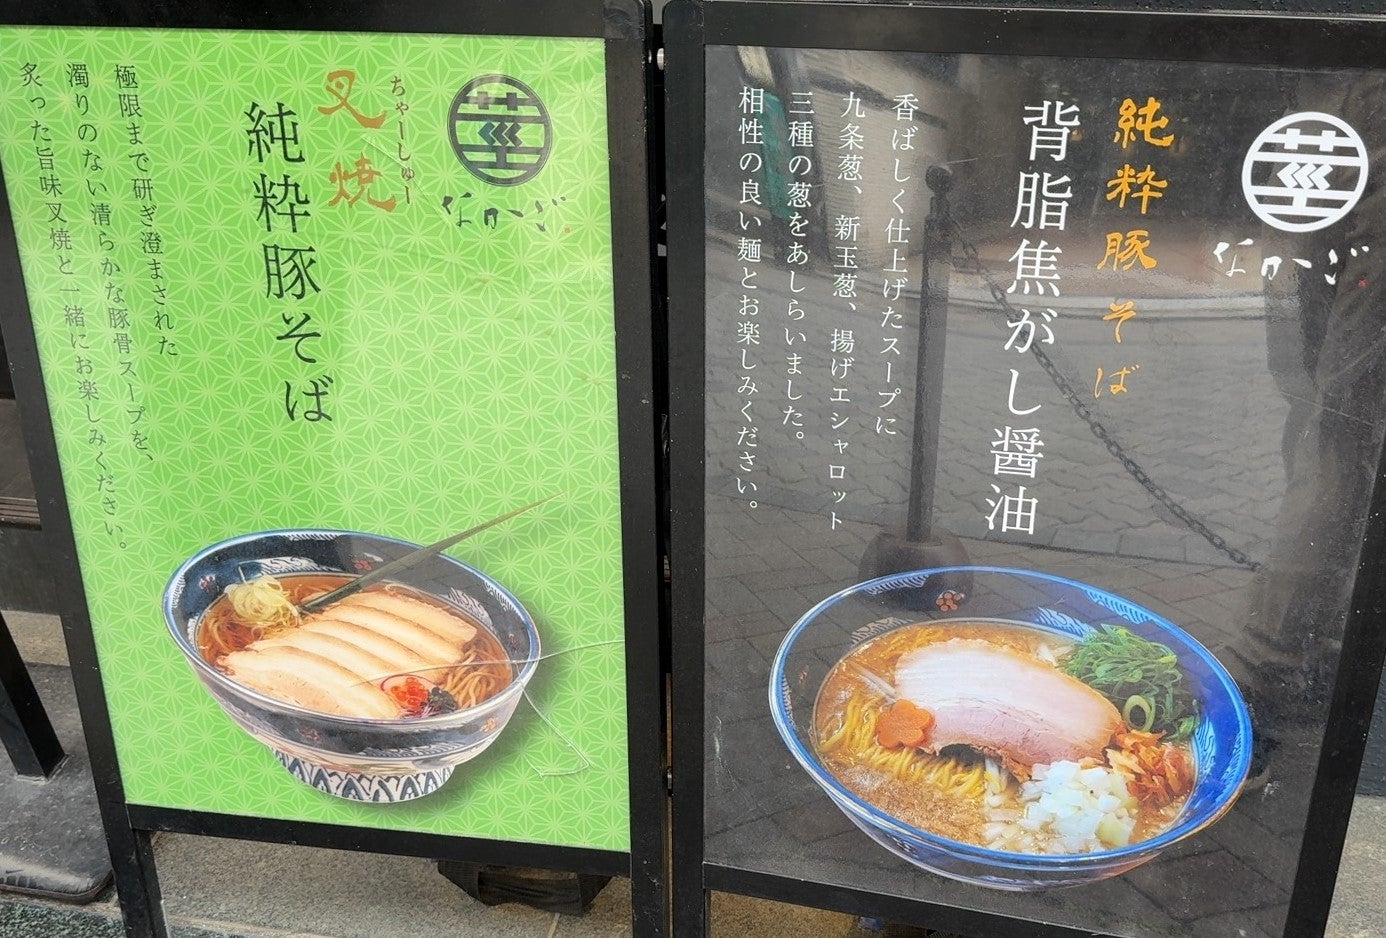 茎
なかご
叉焼
ちゃーしゅー
純粋豚そば
極限まで研ぎ澄まされた
濁りのない清らかな豚骨スープを、
炙った旨味叉焼と一緒にお楽しみください。
茎
なかご
純粋豚そば
背脂焦がし醤油
香ばしく仕上げたスープに
九条葱、新玉葱、揚げエシャロット
三種の葱をあしらいました。
相性の良い麺とお楽しみください。